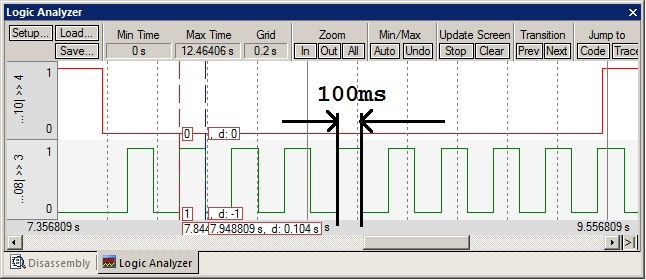 Logic Analyzer
Setup... Load... Min Time Max Time Grid Zoom Min/Max Update Screen Transition Jump to
Save... 0 s 12.46406 s 0.2 s In Out All Auto Undo Stop Clear Prev Next Code Trace
1
...10] >> 4
0
100ms
0 , d: 0
1
...08] >> 3
0
1 , d: -1
7.844 7.948809 s, d: 0.104 s s
7.356809 s 9.556809 s
Disassembly Logic Analyzer